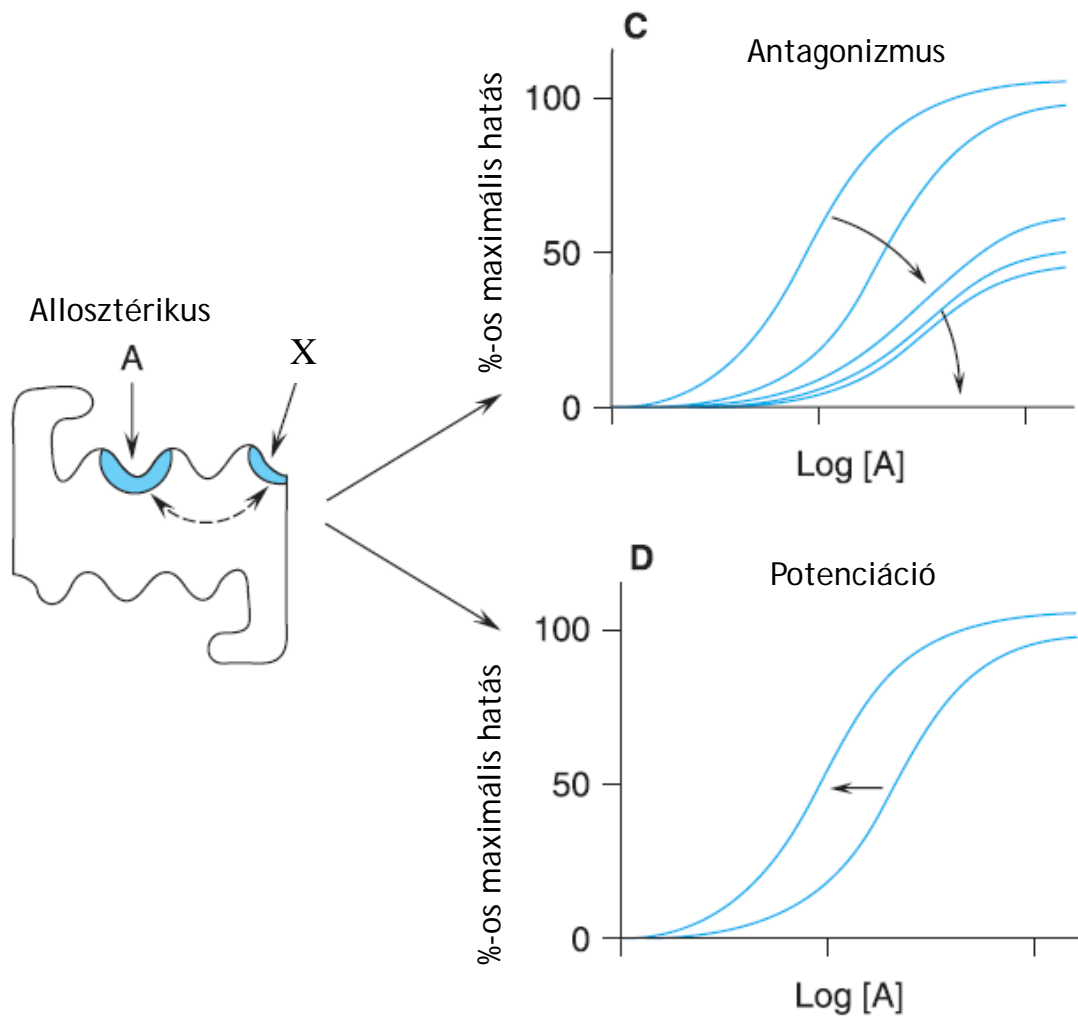 Allosztérikus
A
X
C
Antagonizmus
%-os maximális hatás
100
50
0
Log [A]
D
Potenciáció
%-os maximális hatás
100
50
0
Log [A]